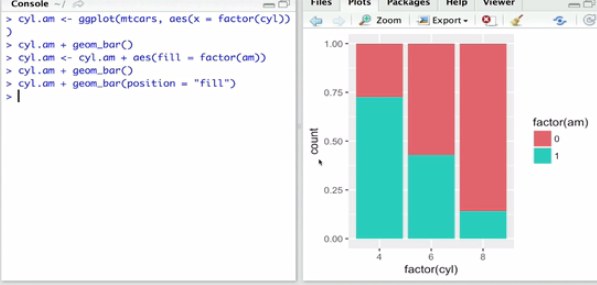 Console ~/
Files Plots Packages Help Viewer
Zoom Export
> cyl.am <- ggplot(mtcars, aes(x = factor(cyl))
)
> cyl.am + geom_bar()
> cyl.am <- cyl.am + aes(fill = factor(am))
> cyl.am + geom_bar()
> cyl.am + geom_bar(position = "fill")
>
1.00
0.75
0.50
0.25
0.00
count
4 6 8
factor(cyl)
factor(am)
0
1